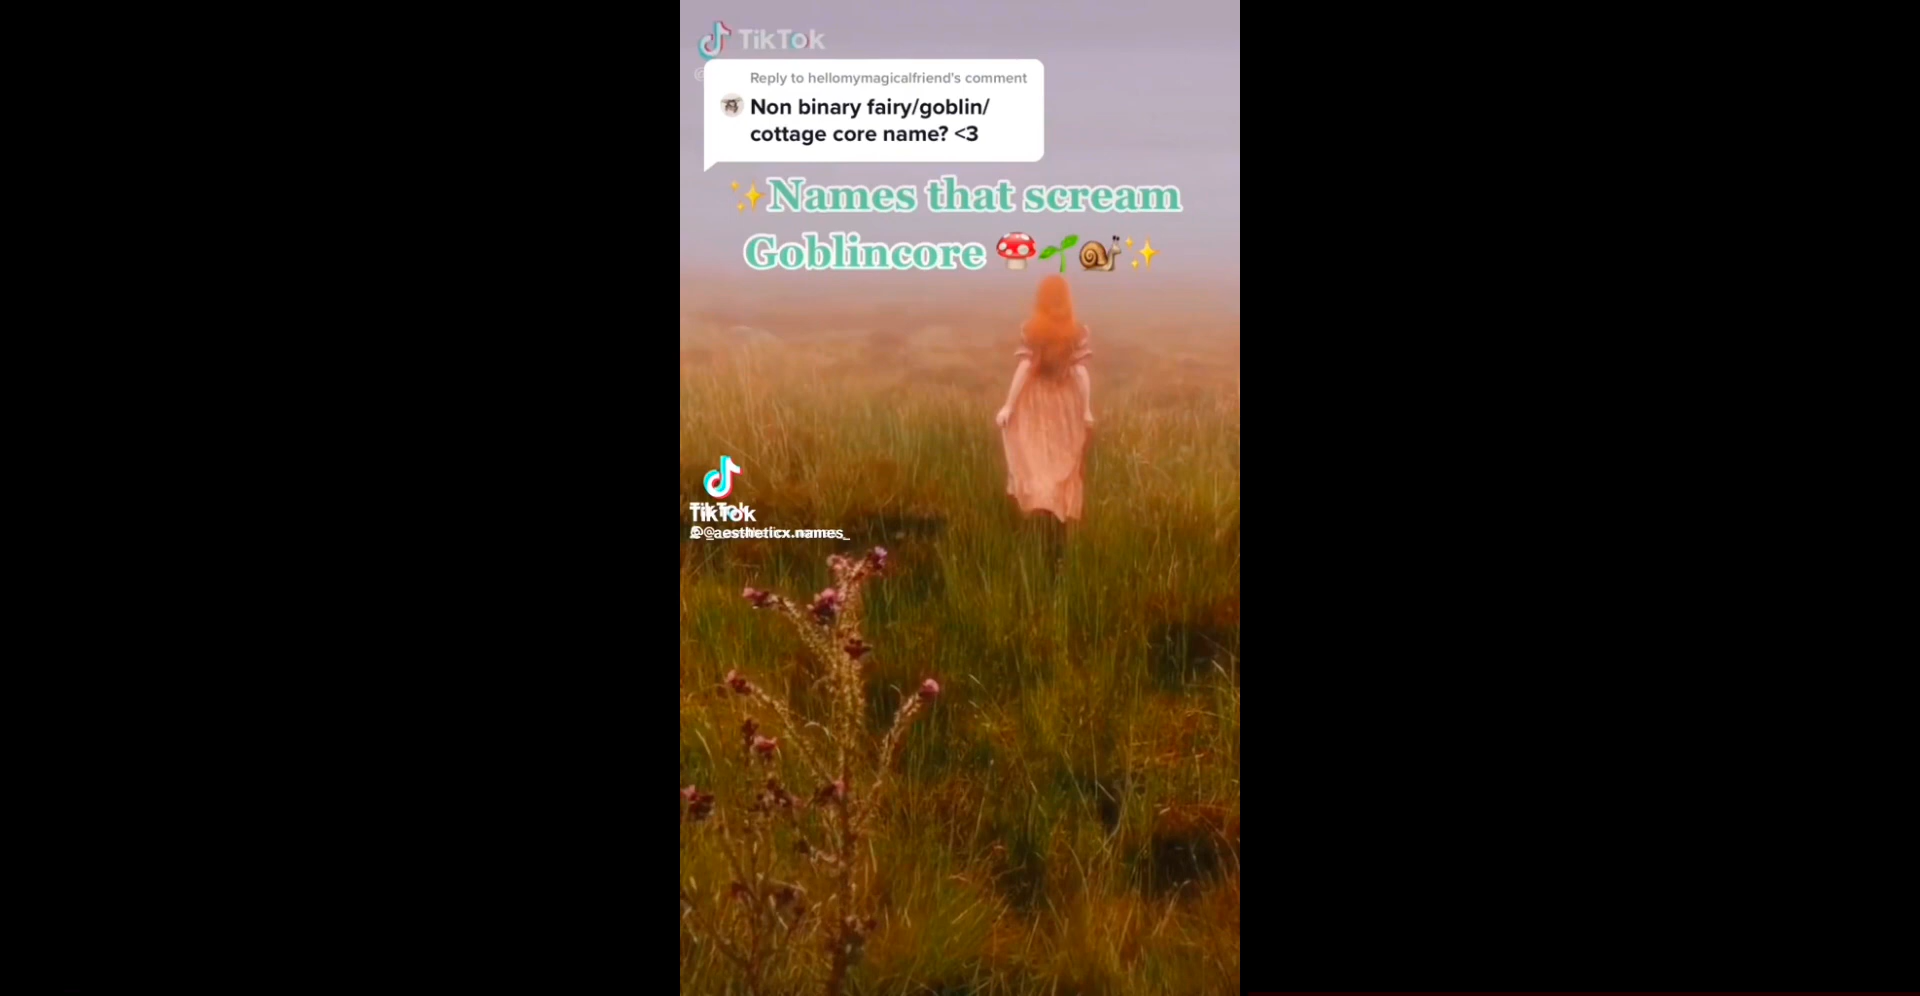 TikTok
Reply to hellomymagicalfriend's comment
Non binary fairy/goblin/
cottage core name? <3
✨Names that scream
Goblincore 🍄🌱🐌✨
TikTok
@_aestheticx.names_